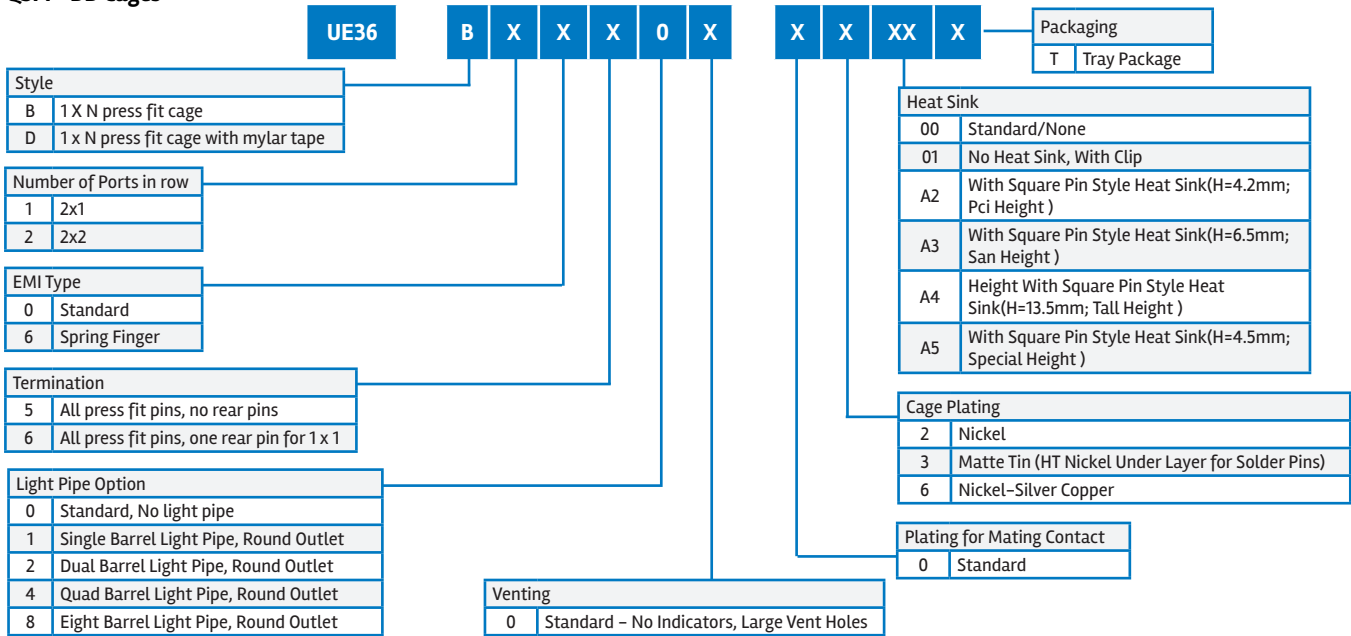 UE36 B X X X 0 X X X XX X
Packaging
T Tray Package
Style
B 1 X N press fit cage
D 1 x N press fit cage with mylar tape
Number of Ports in row
1 2x1
2 2x2
EMI Type
0 Standard
6 Spring Finger
Termination
5 All press fit pins, no rear pins
6 All press fit pins, one rear pin for 1 x 1
Light Pipe Option
0 Standard, No light pipe
1 Single Barrel Light Pipe, Round Outlet
2 Dual Barrel Light Pipe, Round Outlet
4 Quad Barrel Light Pipe, Round Outlet
8 Eight Barrel Light Pipe, Round Outlet
Venting
0 Standard – No Indicators, Large Vent Holes
Heat Sink
00 Standard/None
01 No Heat Sink, With Clip
A2 With Square Pin Style Heat Sink(H=4.2mm;
Pci Height )
A3 With Square Pin Style Heat Sink(H=6.5mm;
San Height )
A4 Height With Square Pin Style Heat
Sink(H=13.5mm; Tall Height )
A5 With Square Pin Style Heat Sink(H=4.5mm;
Special Height )
Cage Plating
2 Nickel
3 Matte Tin (HT Nickel Under Layer for Solder Pins)
6 Nickel-Silver Copper
Plating for Mating Contact
0 Standard